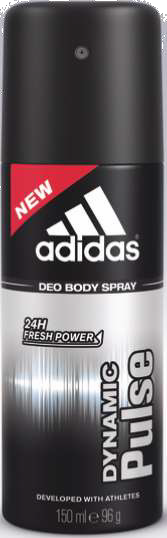 NEW
adidas
DEO BODY SPRAY
24H
FRESH POWER
DYNAMIC
Pulse
DEVELOPED WITH ATHLETES
150 ml e 96 g